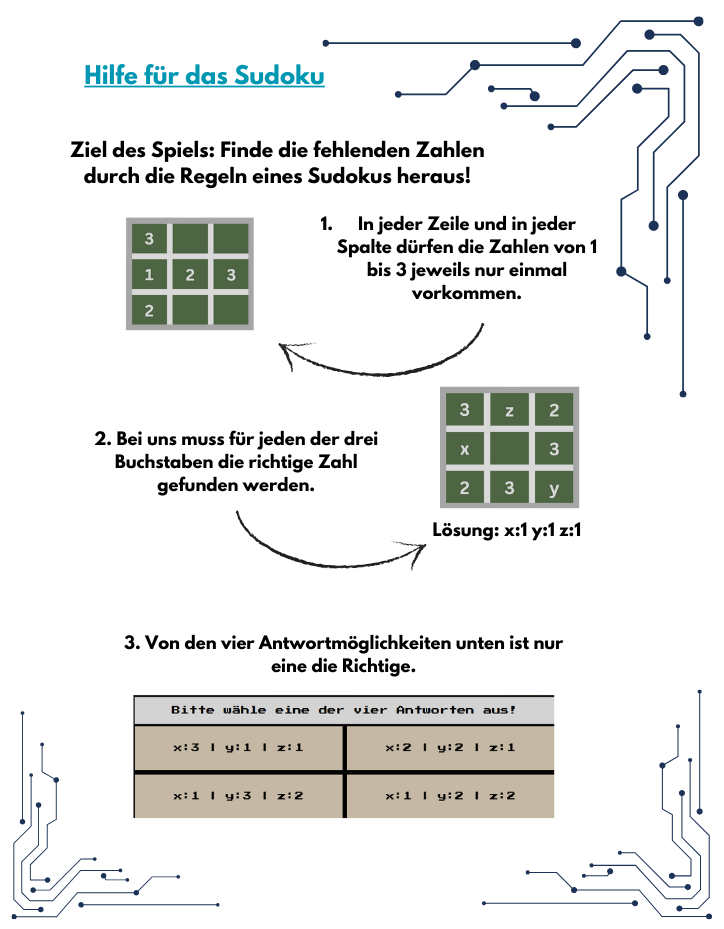 Hilfe für das Sudoku
Ziel des Spiels: Finde die fehlenden Zahlen
durch die Regeln eines Sudokus heraus!
3
1 2 3
2
1. In jeder Zeile und in jeder
Spalte dürfen die Zahlen von 1
bis 3 jeweils nur einmal
vorkommen.
2. Bei uns muss für jeden der drei
Buchstaben die richtige Zahl
gefunden werden.
3 z 2
x 3
2 3 y
Lösung: x:1 y:1 z:1
3. Von den vier Antwortmöglichkeiten unten ist nur
eine die Richtige.
Bitte wähle eine der vier Antworten aus!
x:3 | y:1 | z:1
x:2 | y:2 | z:1
x:1 | y:3 | z:2
x:1 | y:2 | z:2